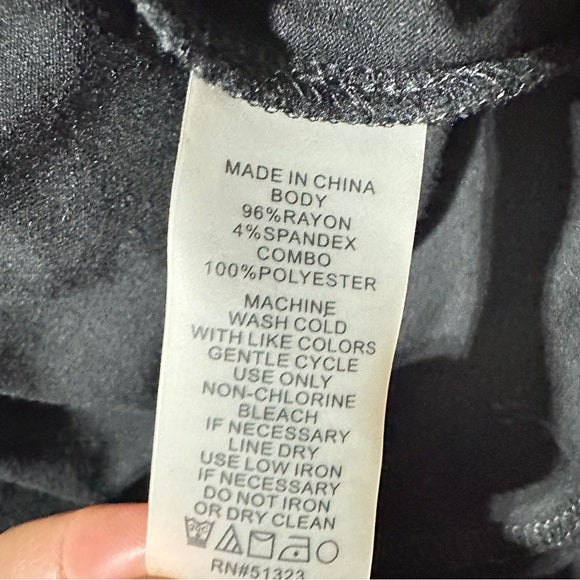 MADE IN CHINA
BODY
96%RAYON
4%SPANDEX
COMBO
100%POLYESTER
MACHINE
WASH COLD
WITH LIKE COLORS
GENTLE CYCLE
USE ONLY
NON-CHLORINE
BLEACH
IF NECESSARY
LINE DRY
USE LOW IRON
IF NECESSARY
DO NOT IRON
OR DRY CLEAN
RN#51323